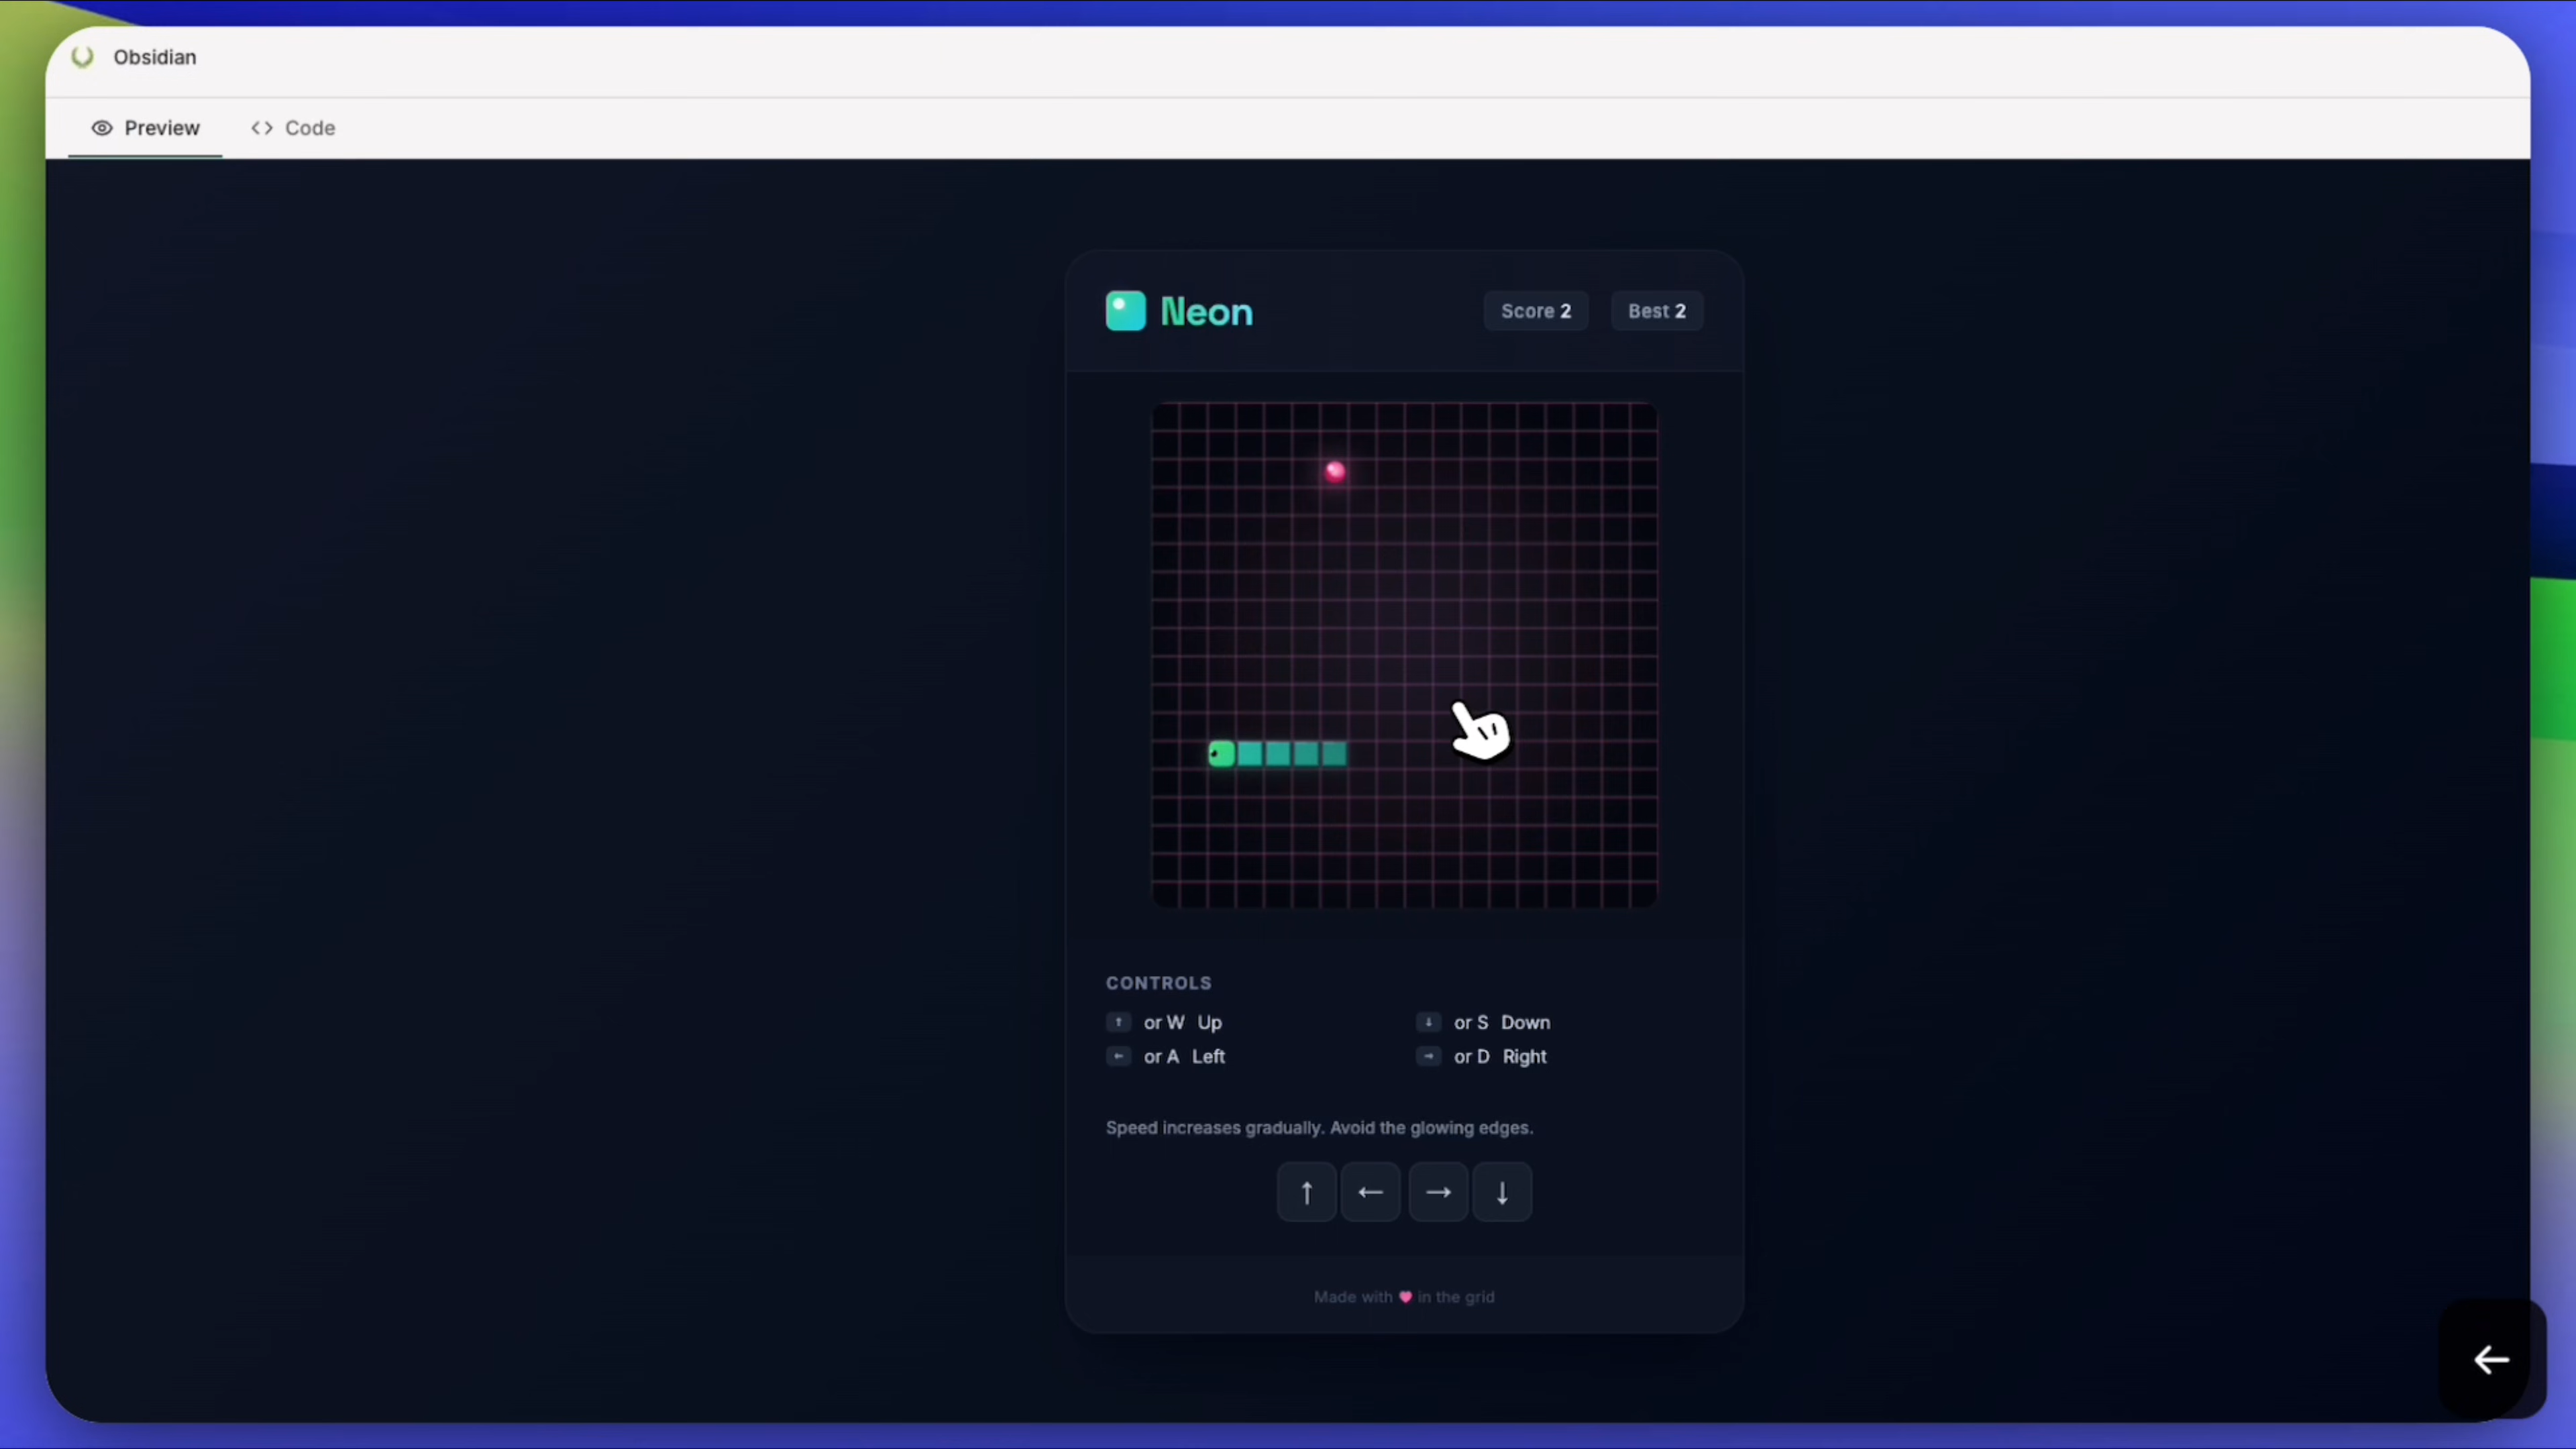 Obsidian
Preview
Code
Neon
Score 2
Best 2
CONTROLS
↑ or W Up
↓ or S Down
← or A Left
→ or D Right
Speed increases gradually. Avoid the glowing edges.
↑ ← → ↓
Made with ♥ in the grid
←